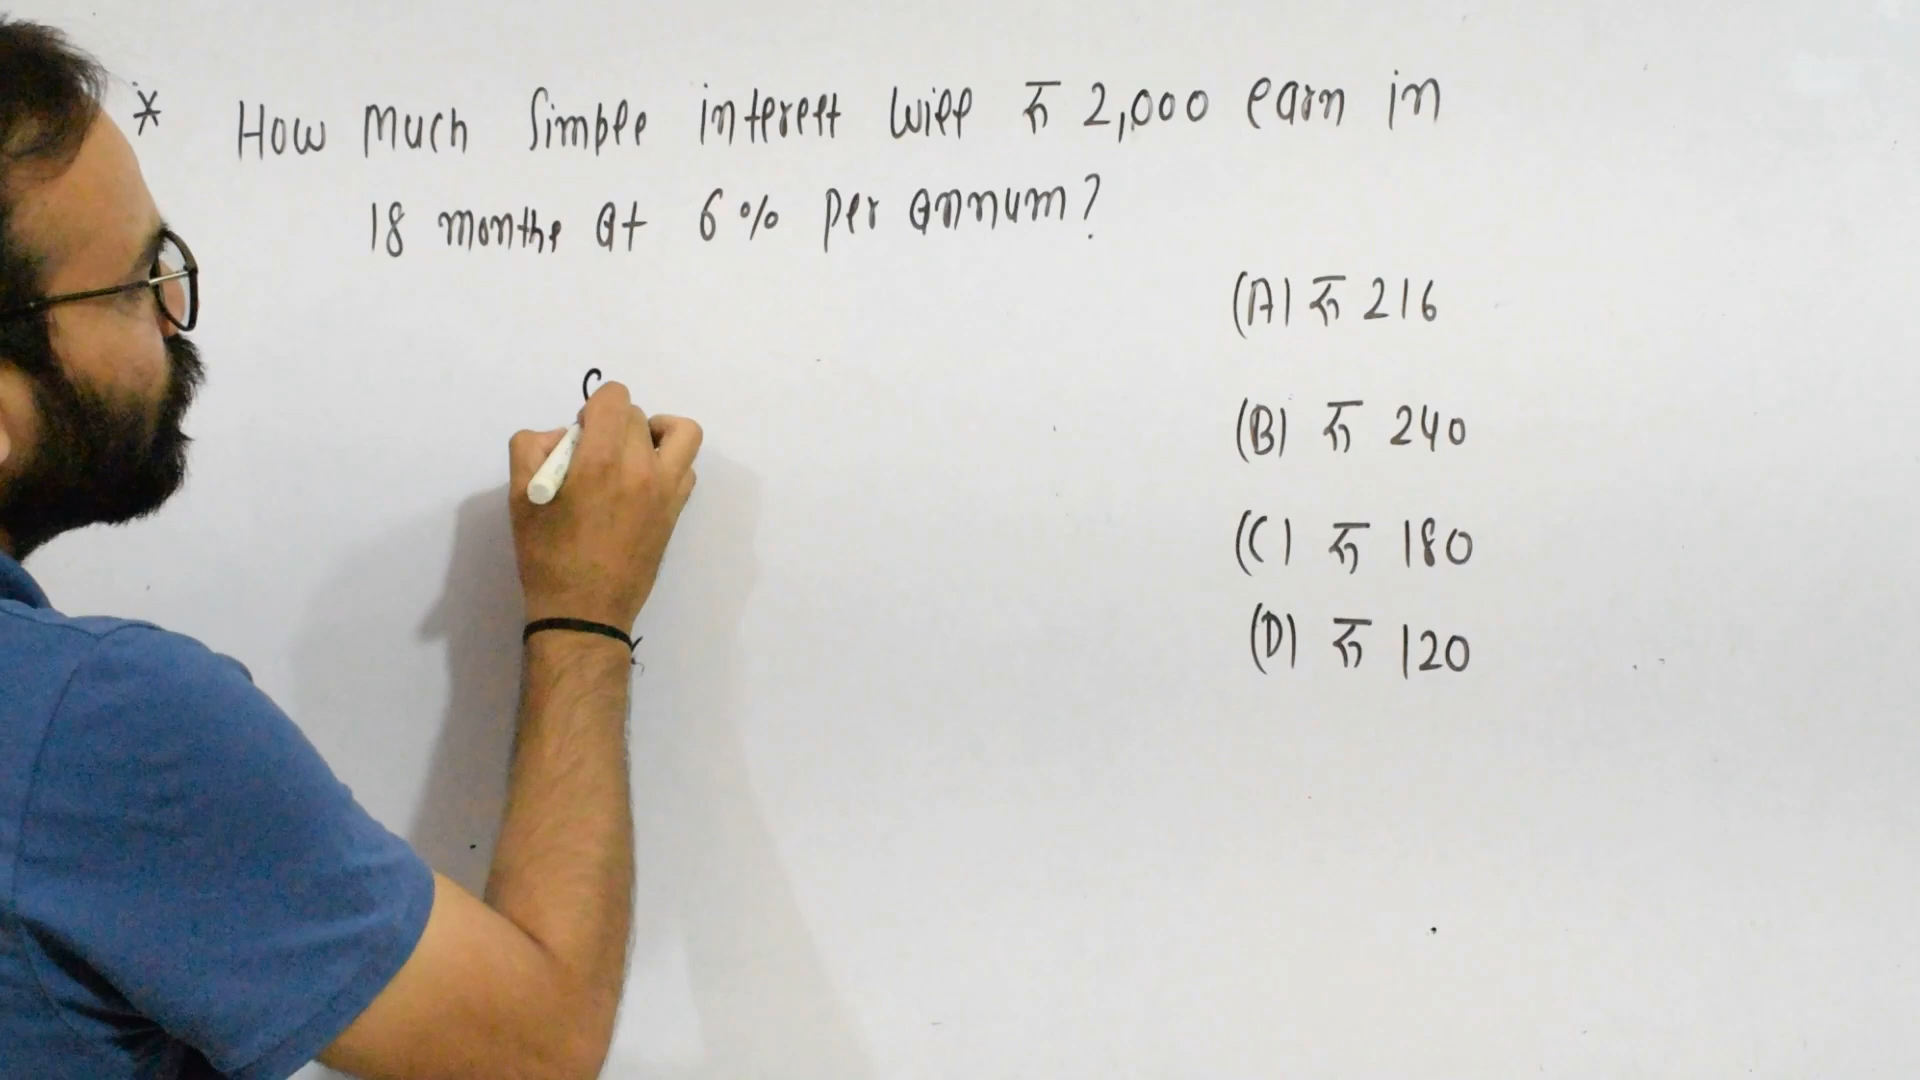 * How Much Simple interest will रु 2,000 earn in
18 months at 6% per annum?
(A) रु 216
(B) रु 240
(C) रु 180
(D) रु 120